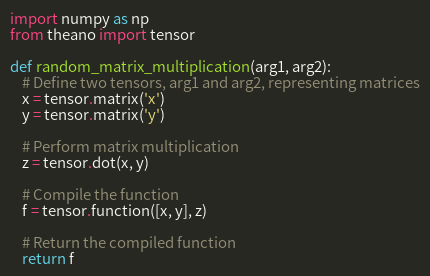 import numpy as np
from theano import tensor

def random_matrix_multiplication(arg1, arg2):
    # Define two tensors, arg1 and arg2, representing matrices
    x = tensor.matrix('x')
    y = tensor.matrix('y')

    # Perform matrix multiplication
    z = tensor.dot(x, y)

    # Compile the function
    f = tensor.function([x, y], z)

    # Return the compiled function
    return f